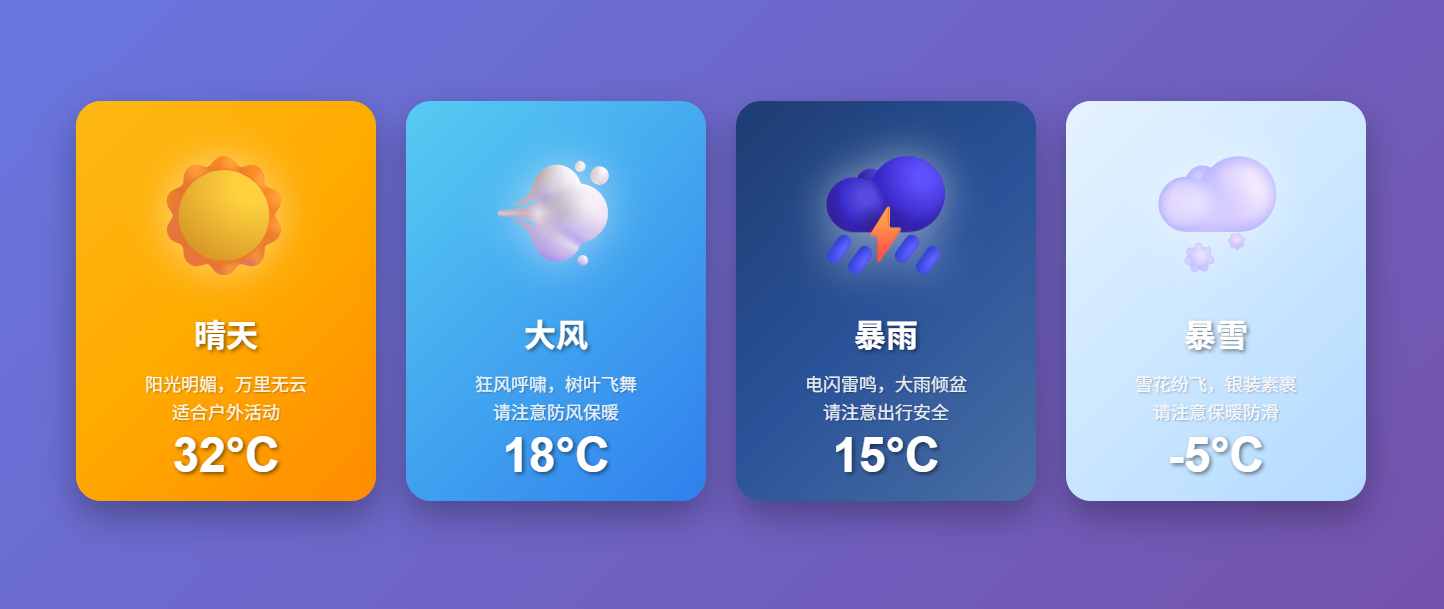 晴天
阳光明媚，万里无云
适合户外活动
32°C
大风
狂风呼啸，树叶飞舞
请注意防风保暖
18°C
暴雨
电闪雷鸣，大雨倾盆
请注意出行安全
15°C
暴雪
雪花纷飞，银装素裹
请注意保暖防滑
-5°C